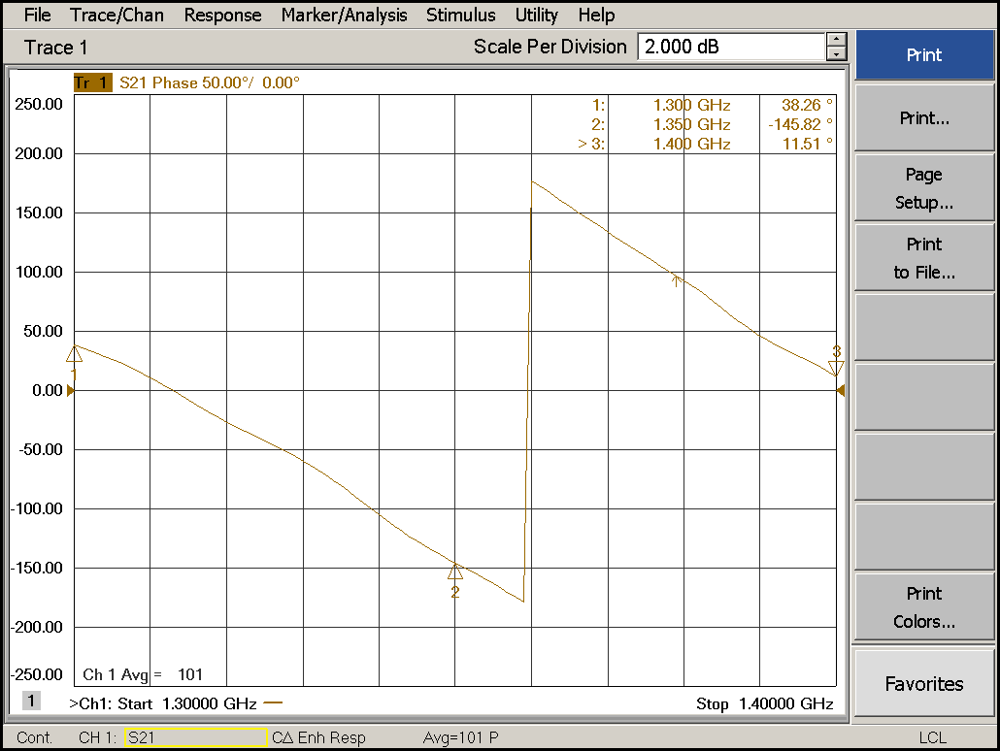 File Trace/Chan Response Marker/Analysis Stimulus Utility Help
Trace 1 Scale Per Division 2.000 dB
Print
Tr 1 S21 Phase 50.00°/ 0.00°
250.00
1: 1.300 GHz 38.26 °
2: 1.350 GHz -145.82 °
> 3: 1.400 GHz 11.51 °
Print...
200.00
Page
Setup...
150.00
Print
to File...
100.00
50.00
3
1
0.00
-50.00
-100.00
-150.00
2
Print
Colors...
-200.00
-250.00
Ch 1 Avg = 101
Favorites
1 >Ch1: Start 1.30000 GHz Stop 1.40000 GHz
Cont. CH 1: S21 CΔ Enh Resp Avg=101 P LCL